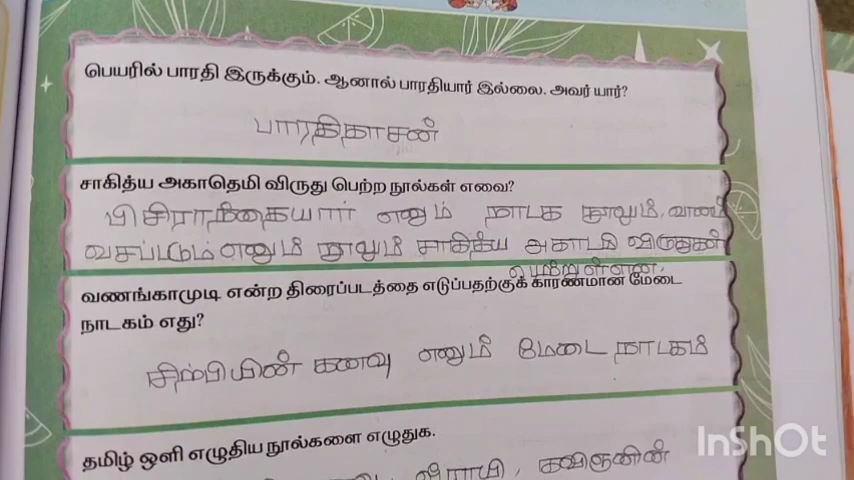 பெயரில் பாரதி இருக்கும். ஆனால் பாரதியார் இல்லை. அவர் யார்?
பாரதிதாசன்
சாகித்ய அகாதெமி விருது பெற்ற நூல்கள் எவை?
பிசிராந்தையார் எனும் நாடக நூலும், வானம்
வசப்படும் எனும் நூலும் சாகித்ய அகாடமி விருதுகள்
பெற்றுள்ளன.
வணங்காமுடி என்ற திரைப்படத்தை எடுப்பதற்குக் காரணமான மேடை
நாடகம் எது?
சிற்பியின் கனவு எனும் மேடை நாடகம்
தமிழ் ஒளி எழுதிய நூல்களை எழுதுக.
வீராயி, கவிஞனின்
InShOt